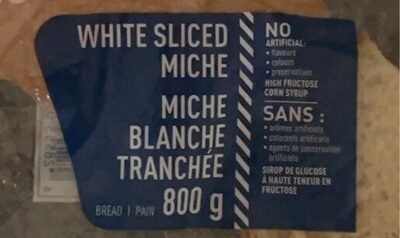 WHITE SLICED
MICHE
MICHE
BLANCHE
TRANCHÉE
BREAD | PAIN 800 g
NO
ARTIFICIAL:
• flavours
• colours
• preservatives
HIGH FRUCTOSE
CORN SYRUP
SANS :
• arômes artificiels
• colorants artificiels
• agents de conservation
artificiels
SIROP DE GLUCOSE
À HAUTE TENEUR EN
FRUCTOSE